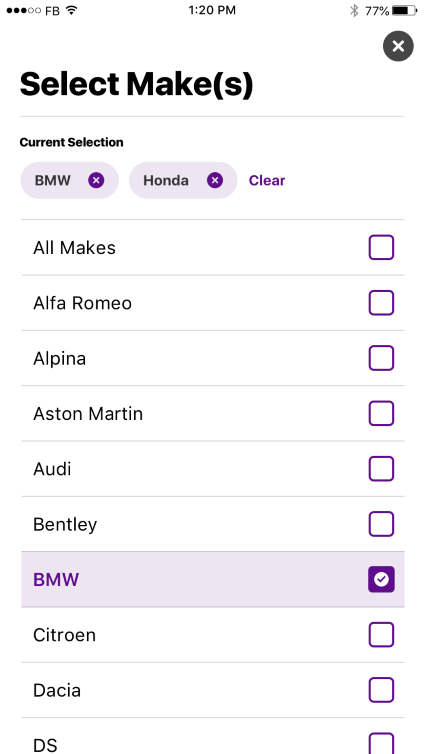 FB 1:20 PM 77%
Select Make(s)
Current Selection
BMW Honda Clear
All Makes
Alfa Romeo
Alpina
Aston Martin
Audi
Bentley
BMW
Citroen
Dacia
DS